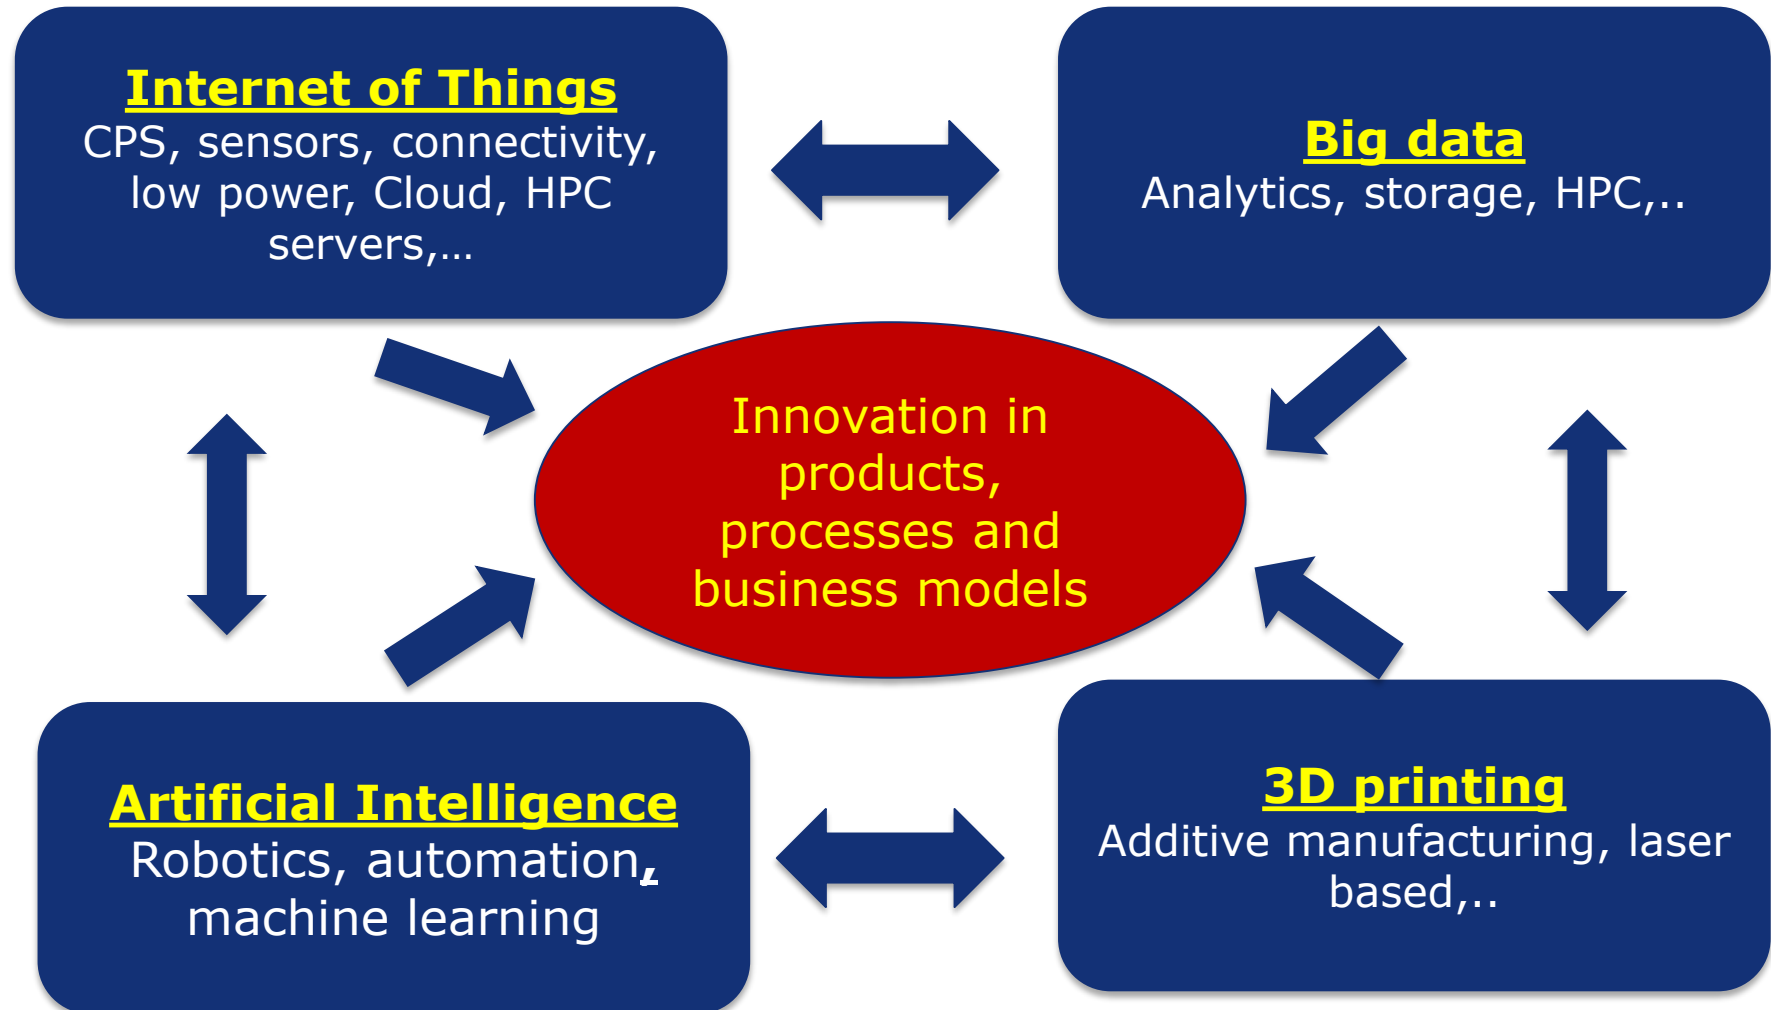 Internet of Things
CPS, sensors, connectivity,
low power, Cloud, HPC
servers,...
Big data
Analytics, storage, HPC,..
Innovation in
products,
processes and
business models
Artificial Intelligence
Robotics, automation,
machine learning
3D printing
Additive manufacturing, laser
based,..